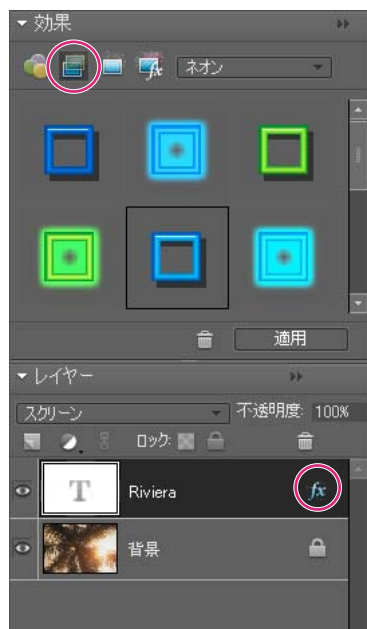 効果
fx
ネオン
適用
レイヤー
スクリーン 不透明度: 100%
ロック:
T Riviera fx
背景